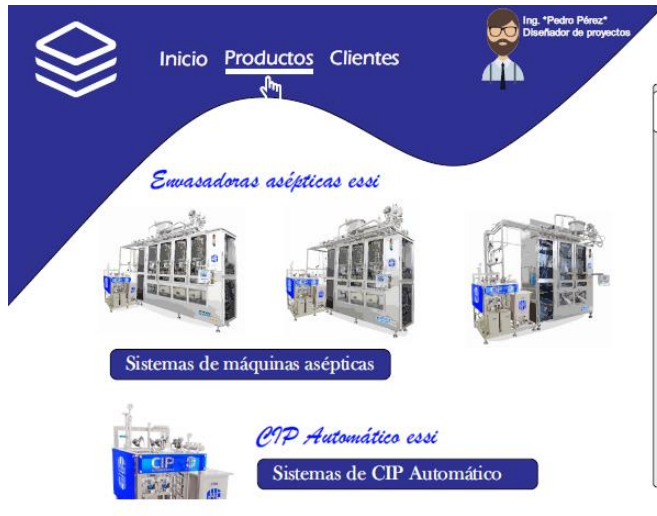 Ing. "Pedro Pérez"
Diseñador de proyectos
Inicio Productos Clientes
Envasadoras asépticas essi
Sistemas de máquinas asépticas
CIP
CIP Automático essi
Sistemas de CIP Automático